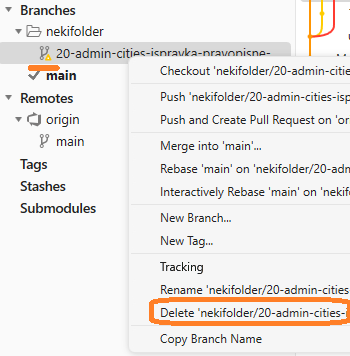 Branches
nekifolder
20-admin-cities-ispravka-pravopisne-
main
Remotes
origin
main
Tags
Stashes
Submodules
Checkout 'nekifolder/20-admin-cities
Push 'nekifolder/20-admin-cities-isp
Push and Create Pull Request on 'or
Merge into 'main'...
Rebase 'main' on 'nekifolder/20-adm
Interactively Rebase 'main' on 'nekifo
New Branch...
New Tag...
Tracking
Rename 'nekifolder/20-admin-cities
Delete 'nekifolder/20-admin-cities-
Copy Branch Name